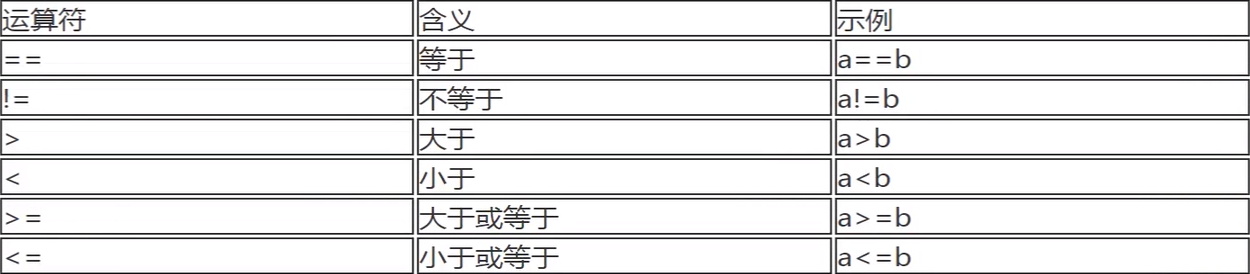 运算符 含义 示例
== 等于 a==b
!= 不等于 a!=b
> 大于 a>b
< 小于 a<b
>= 大于或等于 a>=b
<= 小于或等于 a<=b